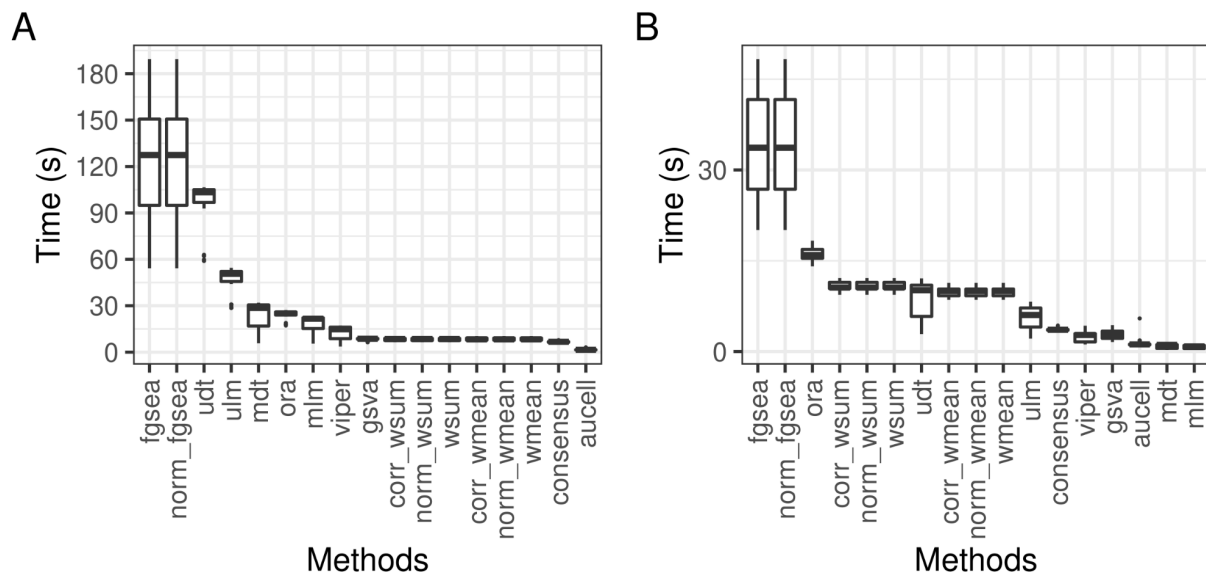 A
Time (s)
180
150
120
90
60
30
0
fgsea
norm_fgsea
udt
ulm
mdt
ora
mlm
viper
gsva
corr_wsum
norm_wsum
wsum
corr_wmean
norm_wmean
wmean
consensus
aucell
Methods
B
Time (s)
30
0
fgsea
norm_fgsea
ora
corr_wsum
norm_wsum
wsum
udt
corr_wmean
norm_wmean
wmean
ulm
consensus
viper
gsva
aucell
mdt
mlm
Methods